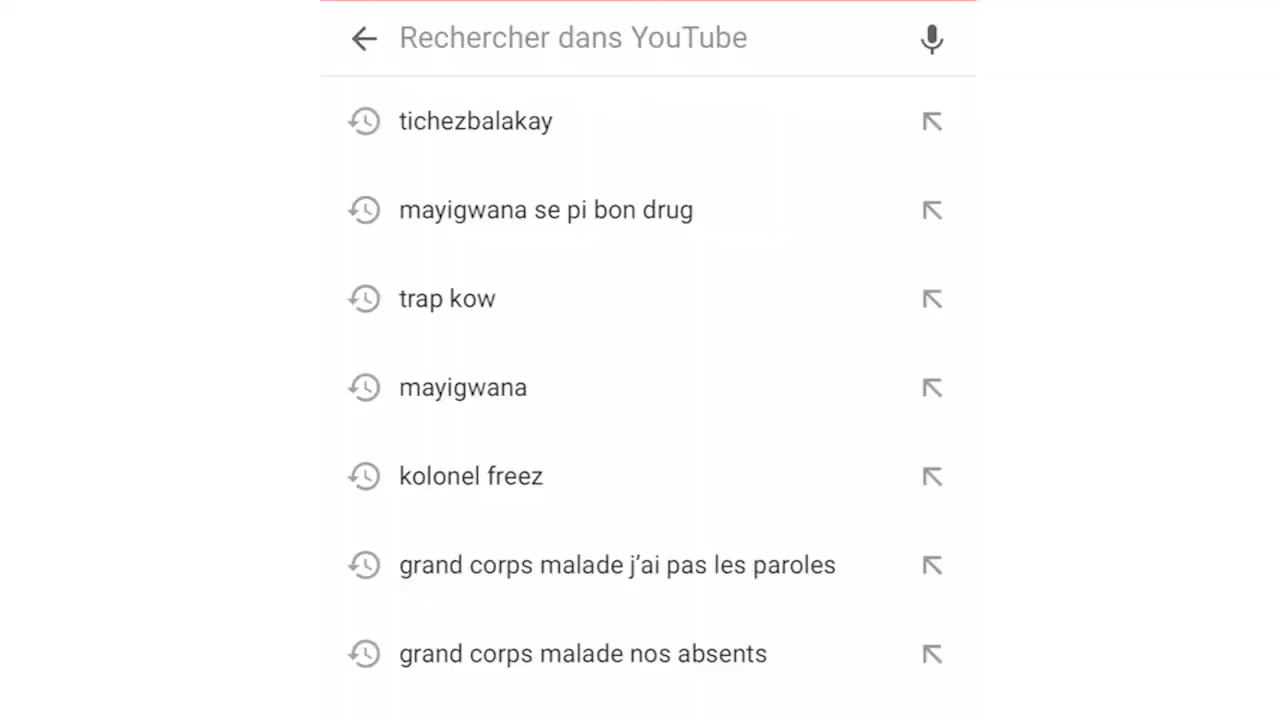 Rechercher dans YouTube
tichezbalakay
mayigwana se pi bon drug
trap kow
mayigwana
kolonel freez
grand corps malade j’ai pas les paroles
grand corps malade nos absents